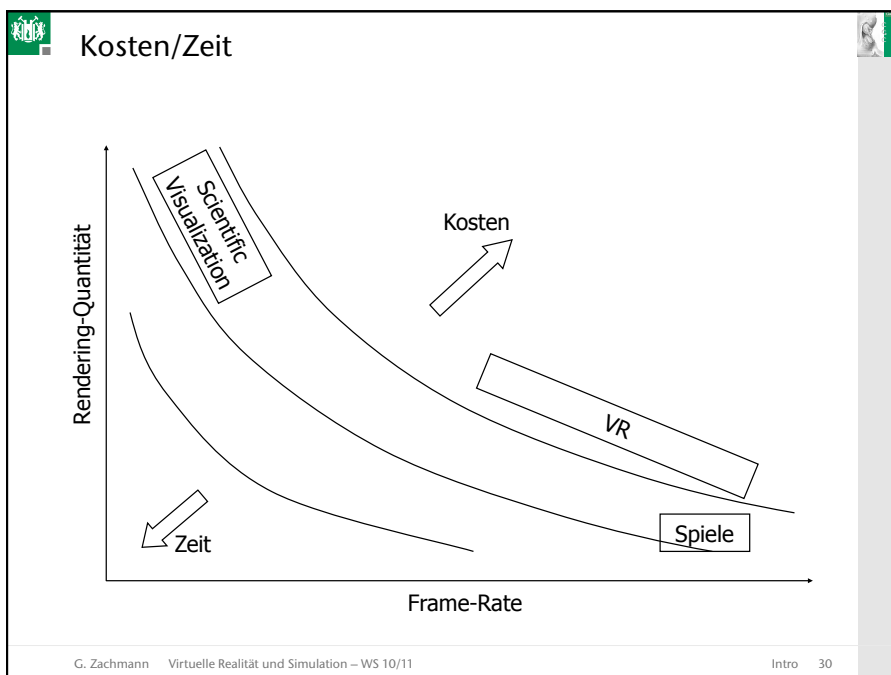 Kosten/Zeit
Scientific
Visualization
Kosten
Rendering-Quantität
VR
Spiele
Zeit
Frame-Rate
G. Zachmann Virtuelle Realität und Simulation – WS 10/11
Intro 30